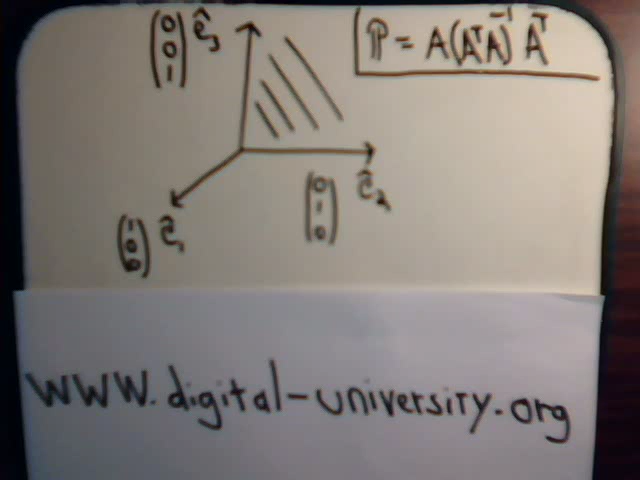 (0 0 1) ê₃
ℙ = A(AᵀA)⁻¹Aᵀ
ê₂
(0 1 0)
(1 0 0) ê₁
www.digital-university.org